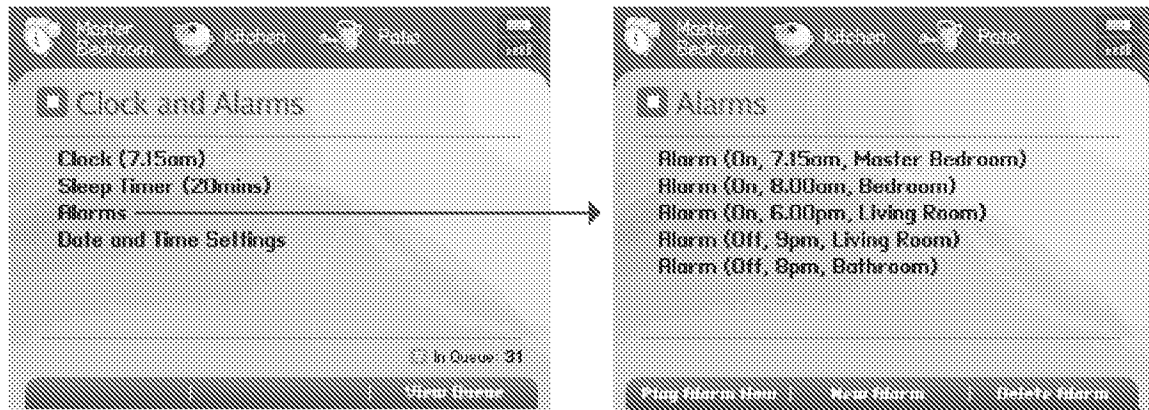 Master
Bedroom
Kitchen
Patio
Clock and Alarms
Clock (7.15am)
Sleep Timer (20mins)
Alarms
Date and Time Settings
In Queue: 31
View Queue
Master
Bedroom
Kitchen
Patio
Alarms
Alarm (On, 7.15am, Master Bedroom)
Alarm (On, 8.00am, Bedroom)
Alarm (On, 6.00pm, Living Room)
Alarm (Off, 9pm, Living Room)
Alarm (Off, 8pm, Bathroom)
Play Alarm Now
New Alarm
Delete Alarm